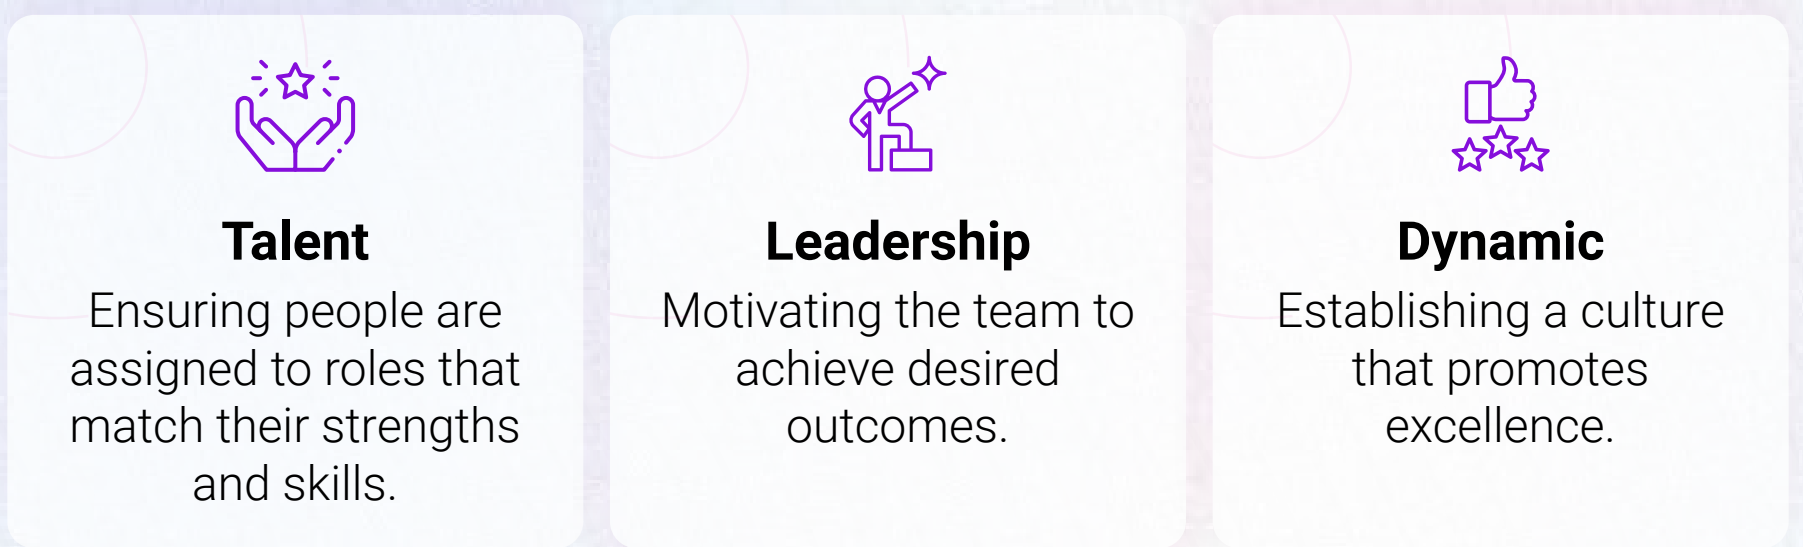 Talent
Ensuring people are
assigned to roles that
match their strengths
and skills.
Leadership
Motivating the team to
achieve desired
outcomes.
Dynamic
Establishing a culture
that promotes
excellence.